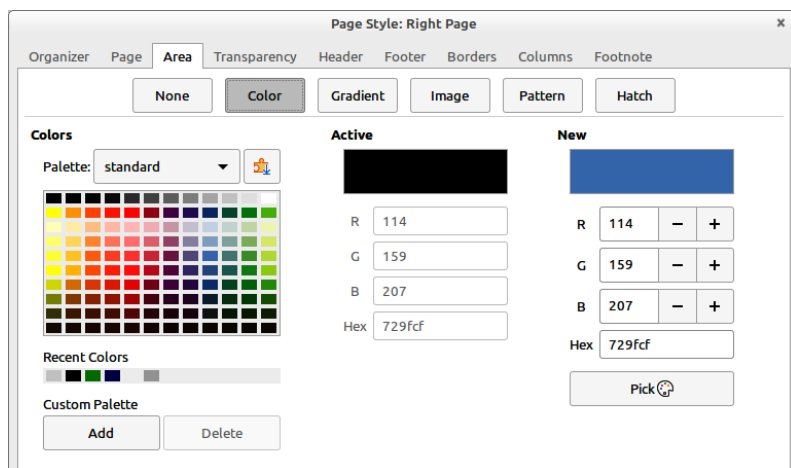 Page Style: Right Page
x
Organizer Page Area Transparency Header Footer Borders Columns Footnote
None Color Gradient Image Pattern Hatch
Colors Active New
Palette: standard
R 114 R 114 − +
G 159 G 159 − +
B 207 B 207 − +
Hex 729fcf Hex 729fcf
Recent Colors
Pick
Custom Palette
Add Delete